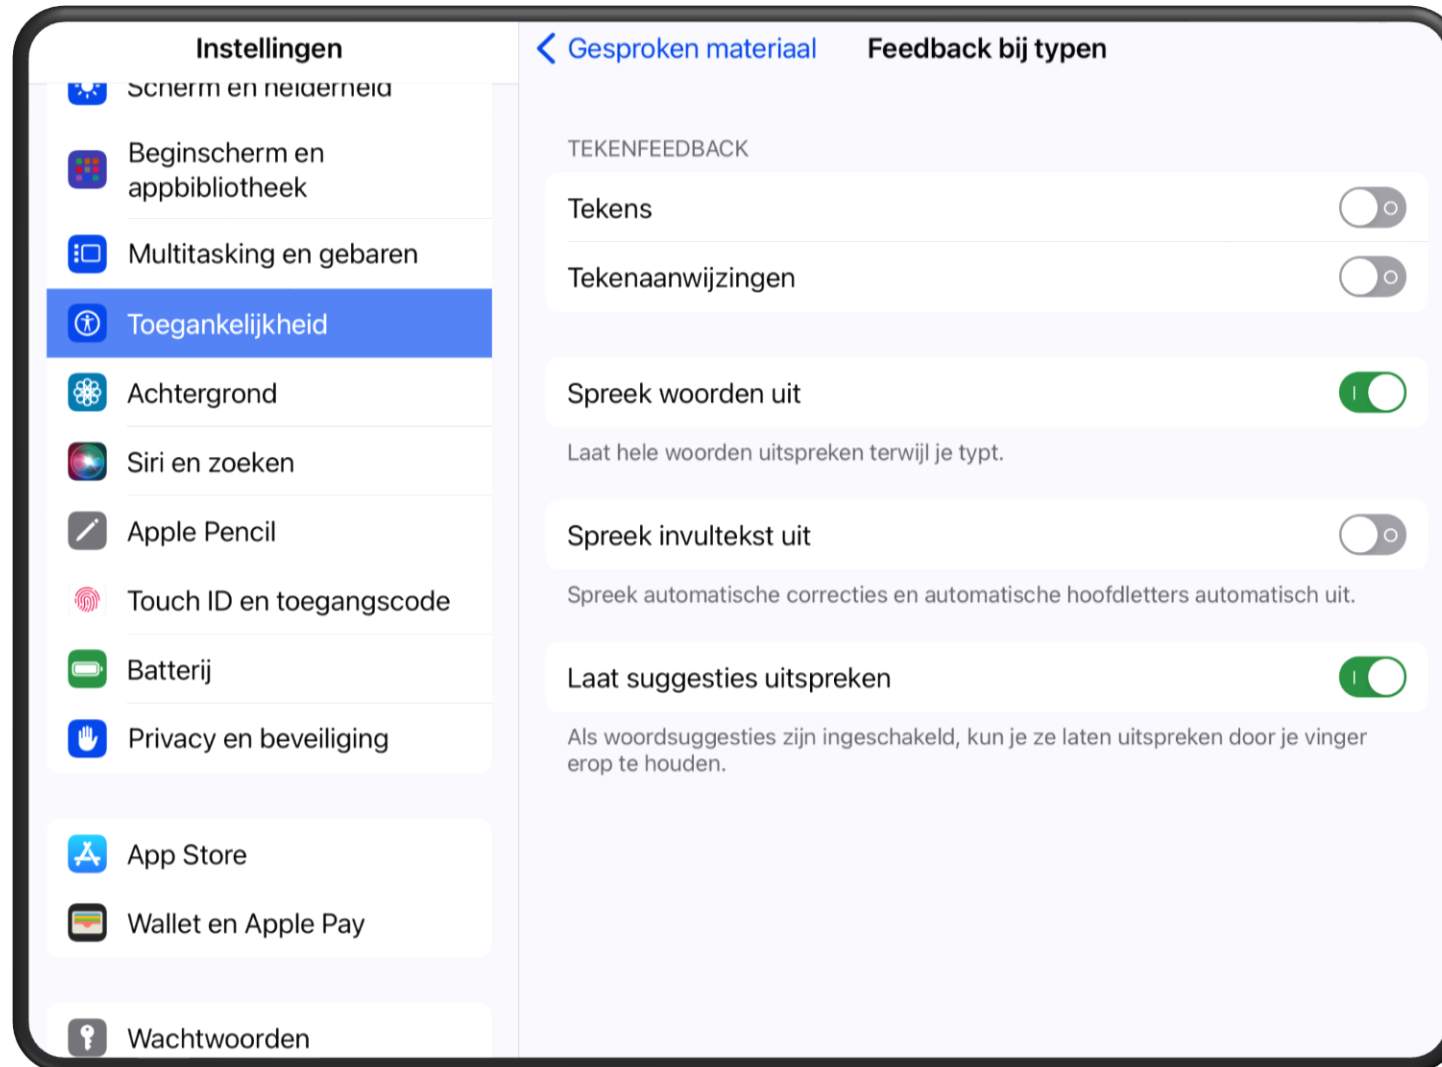 Instellingen
Scherm en helderheid
Beginscherm en
appbibliotheek
Multitasking en gebaren
Toegankelijkheid
Achtergrond
Siri en zoeken
Apple Pencil
Touch ID en toegangscode
Batterij
Privacy en beveiliging
App Store
Wallet en Apple Pay
Wachtwoorden
Gesproken materiaal
Feedback bij typen
TEKENFEEDBACK
Tekens
Tekenaanwijzingen
Spreek woorden uit
Laat hele woorden uitspreken terwijl je typt.
Spreek invultekst uit
Spreek automatische correcties en automatische hoofdletters automatisch uit.
Laat suggesties uitspreken
Als woordsuggesties zijn ingeschakeld, kun je ze laten uitspreken door je vinger
erop te houden.